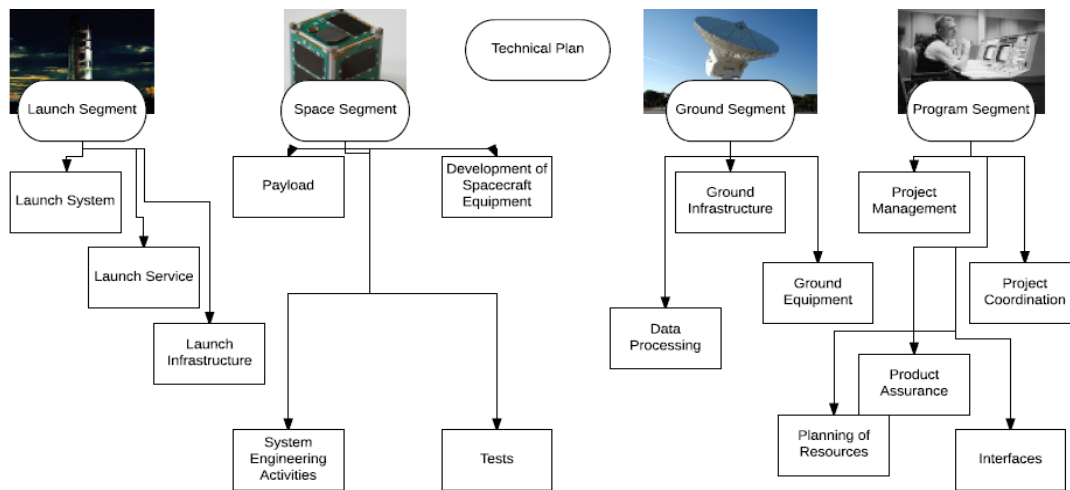 Technical Plan
Launch Segment
Space Segment
Ground Segment
Program Segment
Launch System
Launch Service
Launch
Infrastructure
Payload
Development of
Spacecraft
Equipment
System
Engineering
Activities
Tests
Ground
Infrastructure
Ground
Equipment
Data
Processing
Project
Management
Project
Coordination
Product
Assurance
Planning of
Resources
Interfaces